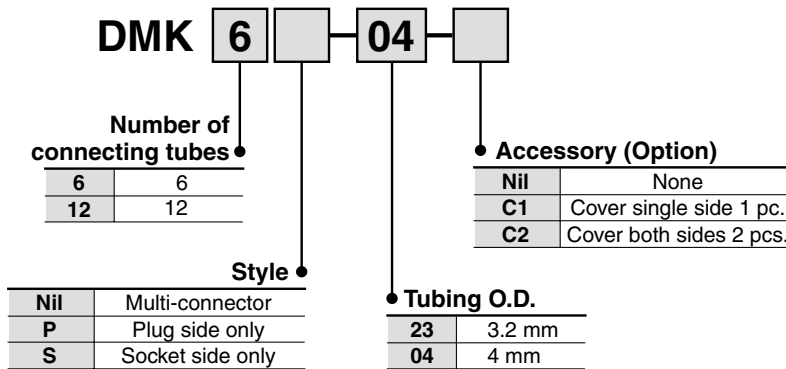 DMK 6 04
Number of
connecting tubes
6 6
12 12
Accessory (Option)
Nil None
C1 Cover single side 1 pc.
C2 Cover both sides 2 pcs.
Style
Nil Multi-connector
P Plug side only
S Socket side only
Tubing O.D.
23 3.2 mm
04 4 mm